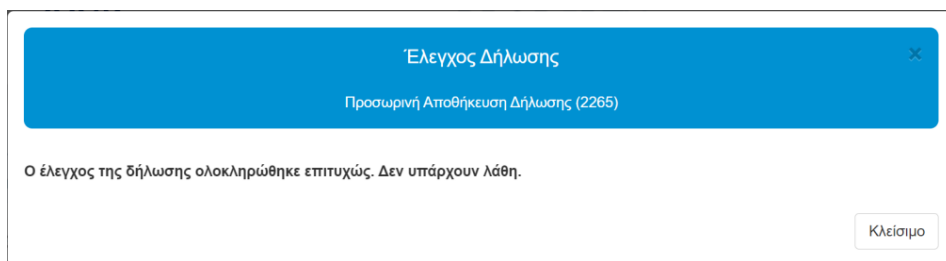 Έλεγχος Δήλωσης
×
Προσωρινή Αποθήκευση Δήλωσης (2265)
Ο έλεγχος της δήλωσης ολοκληρώθηκε επιτυχώς. Δεν υπάρχουν λάθη.
Κλείσιμο